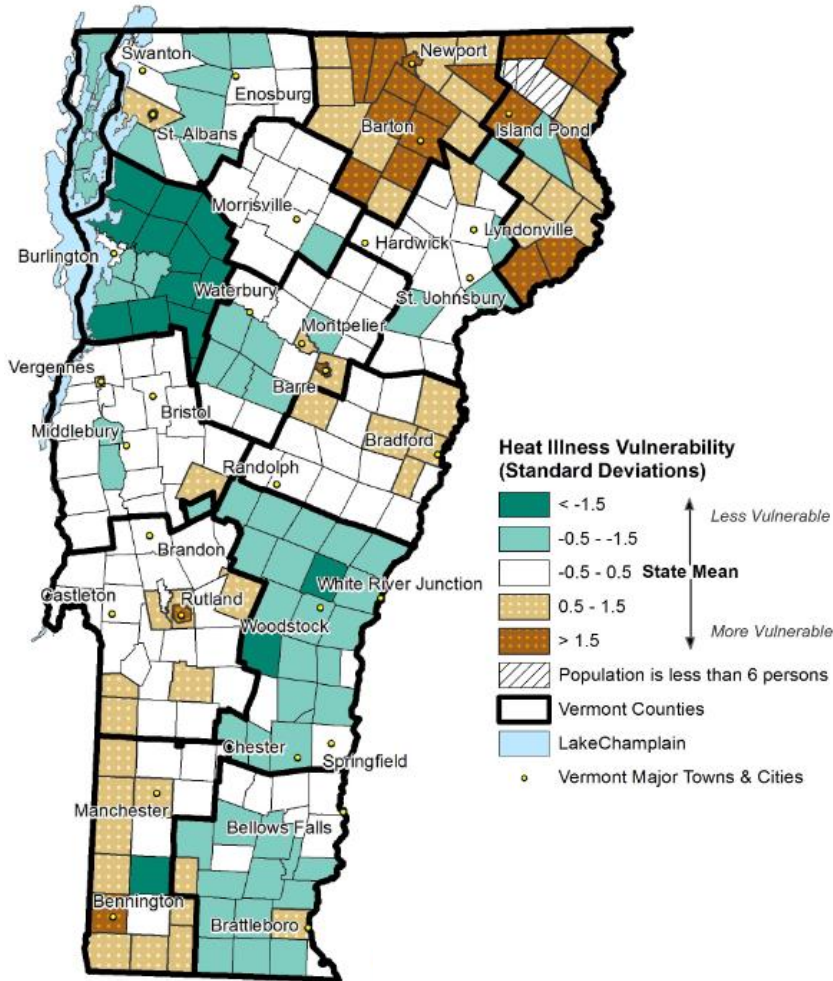 Swanton
Newport
Enosburg
St. Albans
Barton
Island Pond
Morrisville
Hardwick
Lyndonville
Burlington
Waterbury
St. Johnsbury
Montpelier
Vergennes
Barre
Bristol
Middlebury
Bradford
Randolph
Brandon
White River Junction
Castleton
Rutland
Woodstock
Chester
Springfield
Manchester
Bellows Falls
Bennington
Brattleboro
Heat Illness Vulnerability
(Standard Deviations)
< -1.5
Less Vulnerable
-0.5 - -1.5
-0.5 - 0.5 State Mean
0.5 - 1.5
> 1.5
More Vulnerable
Population is less than 6 persons
Vermont Counties
LakeChamplain
Vermont Major Towns & Cities